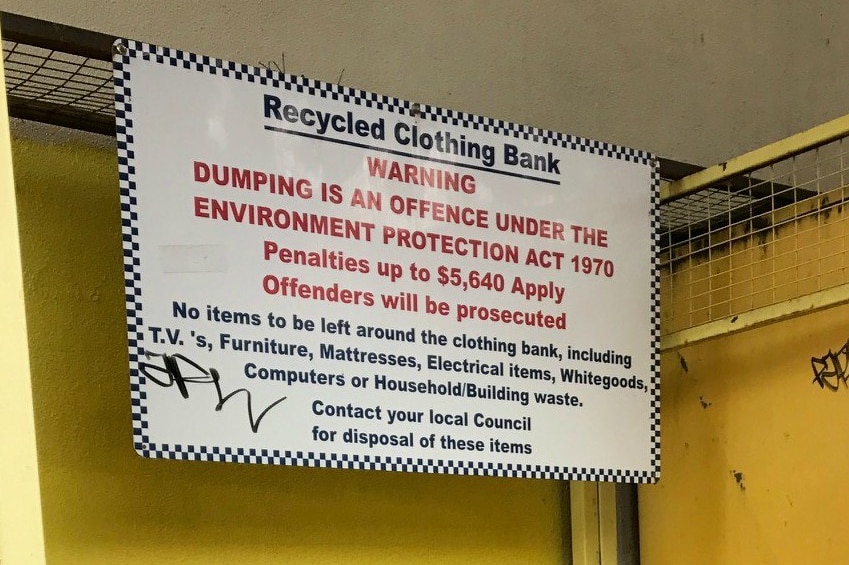 Recycled Clothing Bank
WARNING
DUMPING IS AN OFFENCE UNDER THE
ENVIRONMENT PROTECTION ACT 1970
Penalties up to $5,640 Apply
Offenders will be prosecuted
No items to be left around the clothing bank, including
T.V. 's, Furniture, Mattresses, Electrical items, Whitegoods,
Computers or Household/Building waste.
Contact your local Council
for disposal of these items